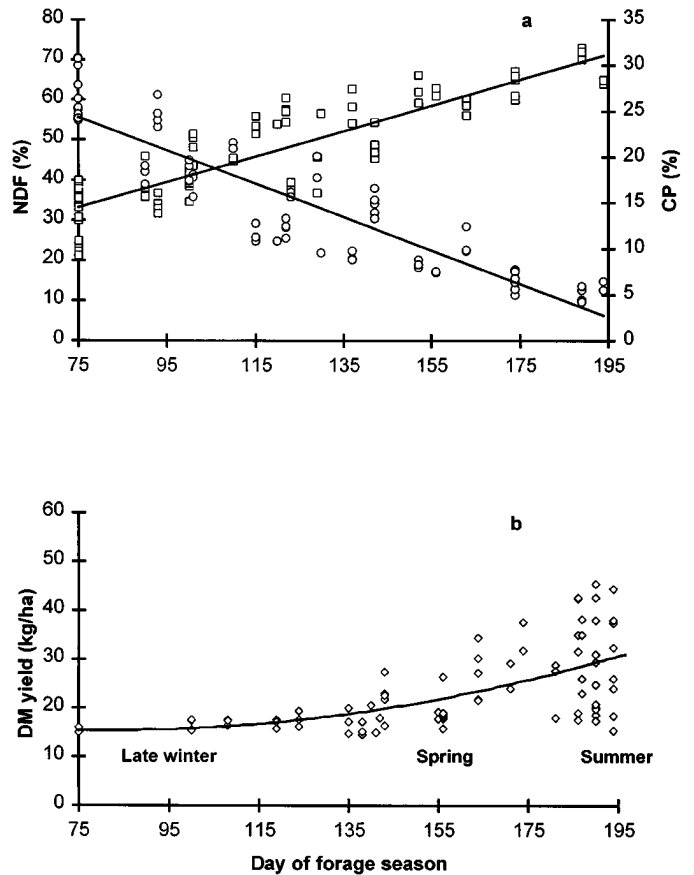 a
80
70
60
50
40
30
20
10
0
NDF (%)
35
30
25
20
15
10
5
0
CP (%)
75 95 115 135 155 175 195
b
60
50
40
30
20
10
0
DM yield (kg/ha)
Late winter Spring Summer
75 95 115 135 155 175 195
Day of forage season